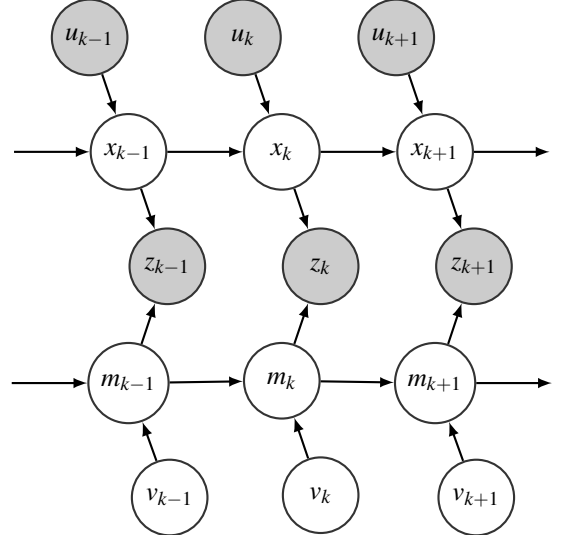 u_{k−1} u_k u_{k+1}
x_{k−1} x_k x_{k+1}
z_{k−1} z_k z_{k+1}
m_{k−1} m_k m_{k+1}
v_{k−1} v_k v_{k+1}